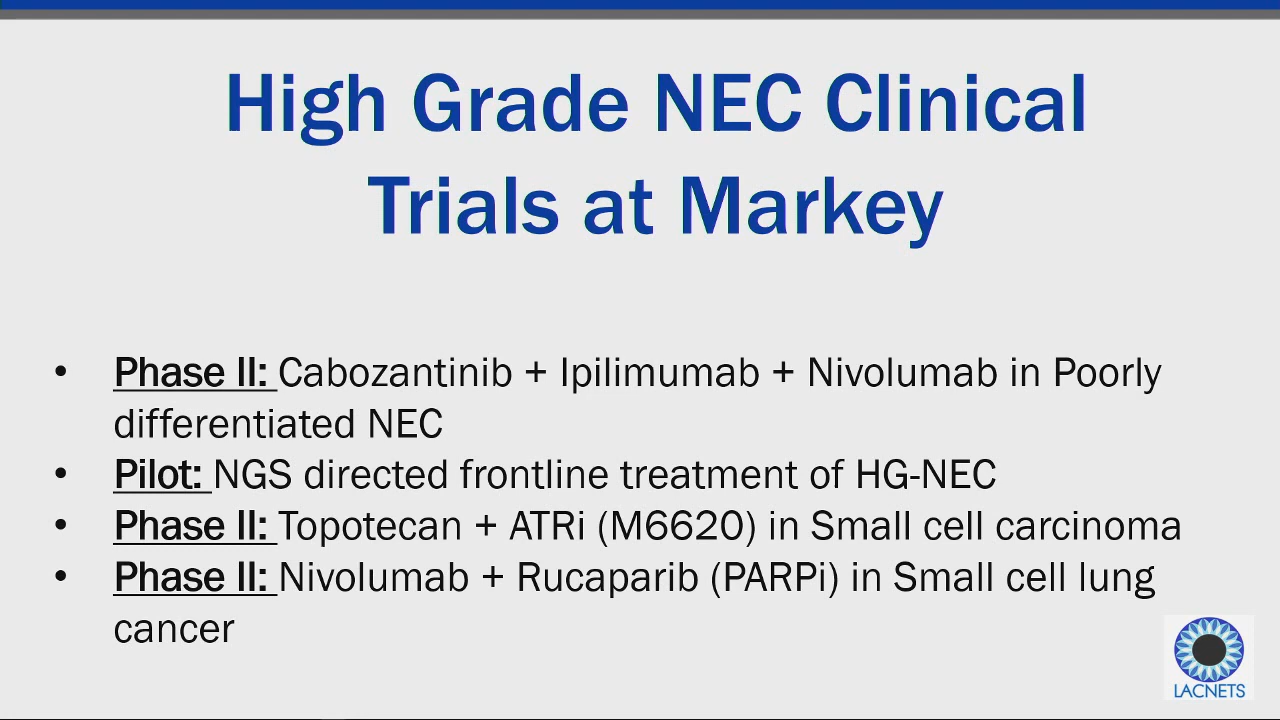 High Grade NEC Clinical
Trials at Markey
• Phase II: Cabozantinib + Ipilimumab + Nivolumab in Poorly
differentiated NEC
• Pilot: NGS directed frontline treatment of HG-NEC
• Phase II: Topotecan + ATRi (M6620) in Small cell carcinoma
• Phase II: Nivolumab + Rucaparib (PARPi) in Small cell lung
cancer
LACNETS